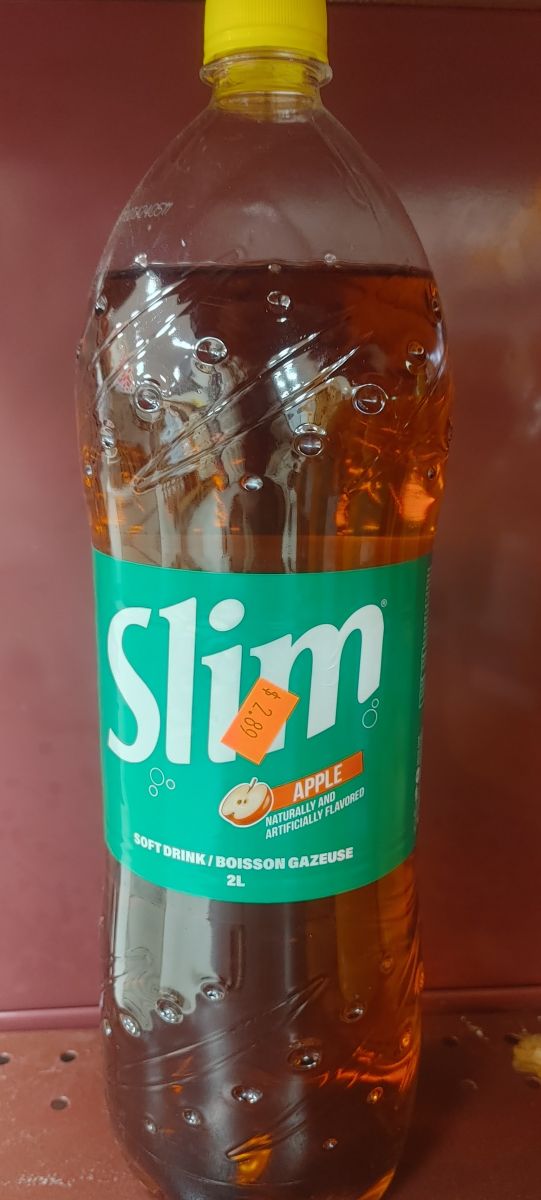 Slim®
$ 2.89
APPLE
NATURALLY AND
ARTIFICIALLY FLAVORED
SOFT DRINK / BOISSON GAZEUSE
2L